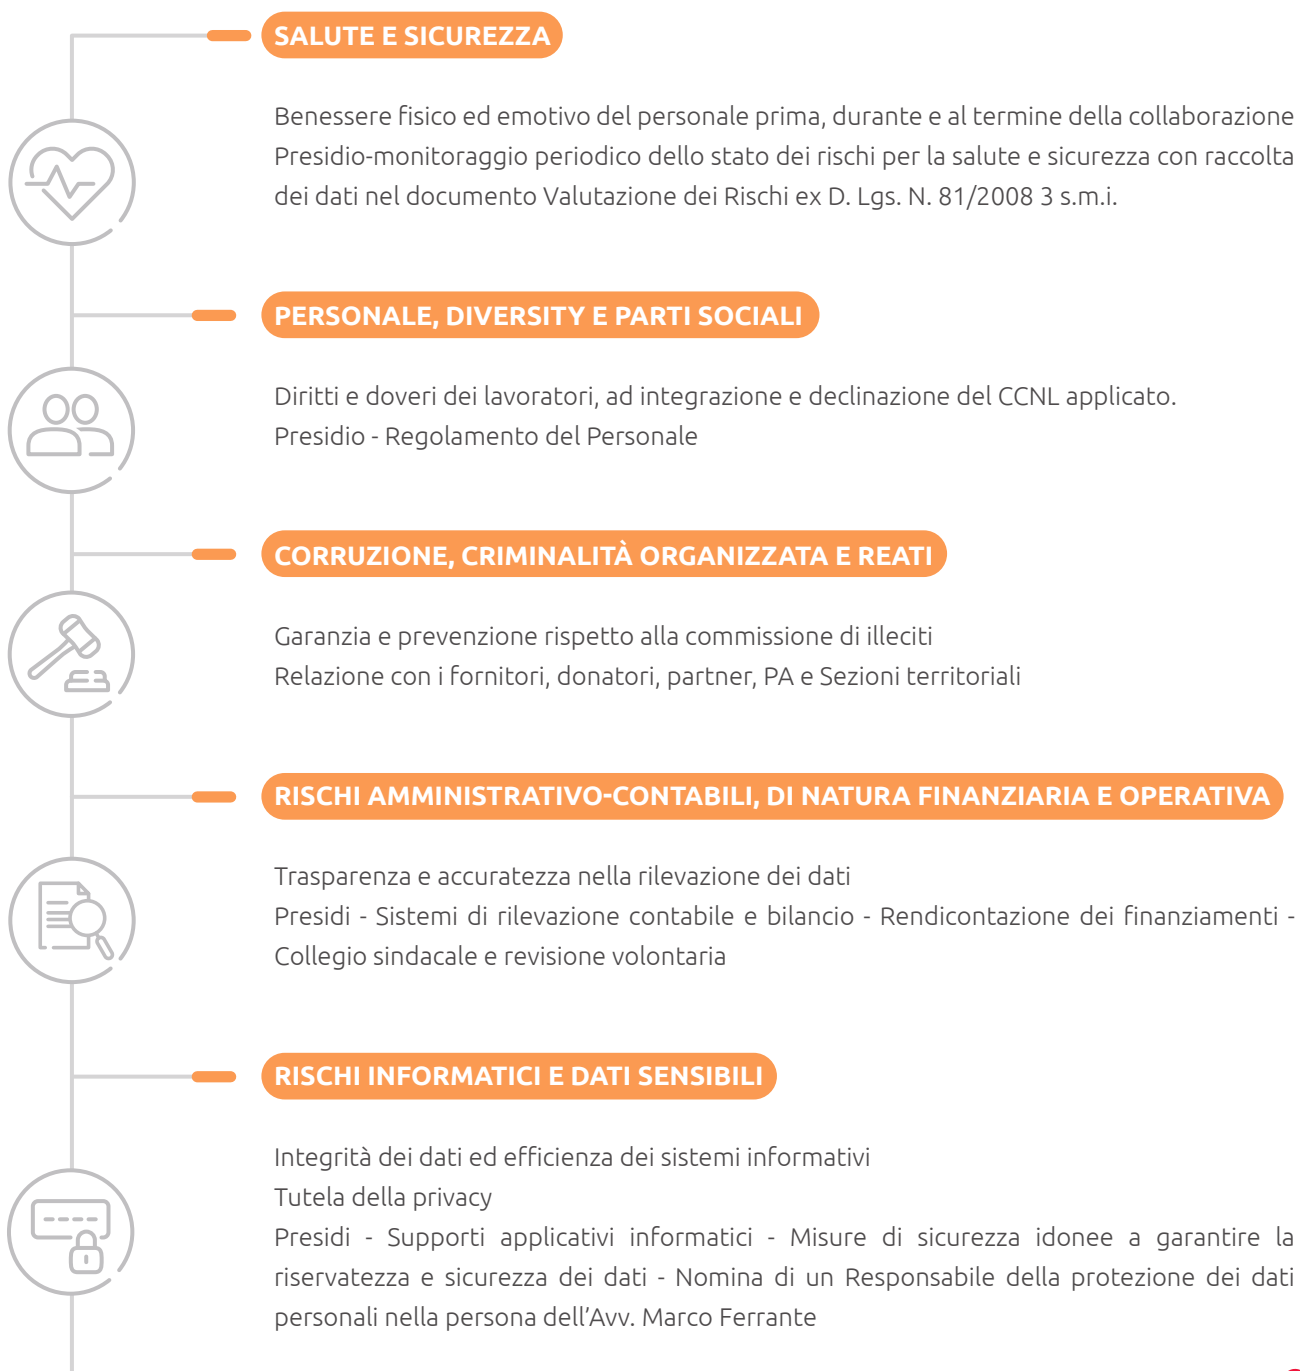 SALUTE E SICUREZZA
Benessere fisico ed emotivo del personale prima, durante e al termine della collaborazione
Presidio-monitoraggio periodico dello stato dei rischi per la salute e sicurezza con raccolta
dei dati nel documento Valutazione dei Rischi ex D. Lgs. N. 81/2008 3 s.m.i.
PERSONALE, DIVERSITY E PARTI SOCIALI
Diritti e doveri dei lavoratori, ad integrazione e declinazione del CCNL applicato.
Presidio - Regolamento del Personale
CORRUZIONE, CRIMINALITÀ ORGANIZZATA E REATI
Garanzia e prevenzione rispetto alla commissione di illeciti
Relazione con i fornitori, donatori, partner, PA e Sezioni territoriali
RISCHI AMMINISTRATIVO-CONTABILI, DI NATURA FINANZIARIA E OPERATIVA
Trasparenza e accuratezza nella rilevazione dei dati
Presidi - Sistemi di rilevazione contabile e bilancio - Rendicontazione dei finanziamenti -
Collegio sindacale e revisione volontaria
RISCHI INFORMATICI E DATI SENSIBILI
Integrità dei dati ed efficienza dei sistemi informativi
Tutela della privacy
Presidi - Supporti applicativi informatici - Misure di sicurezza idonee a garantire la
riservatezza e sicurezza dei dati - Nomina di un Responsabile della protezione dei dati
personali nella persona dell'Avv. Marco Ferrante